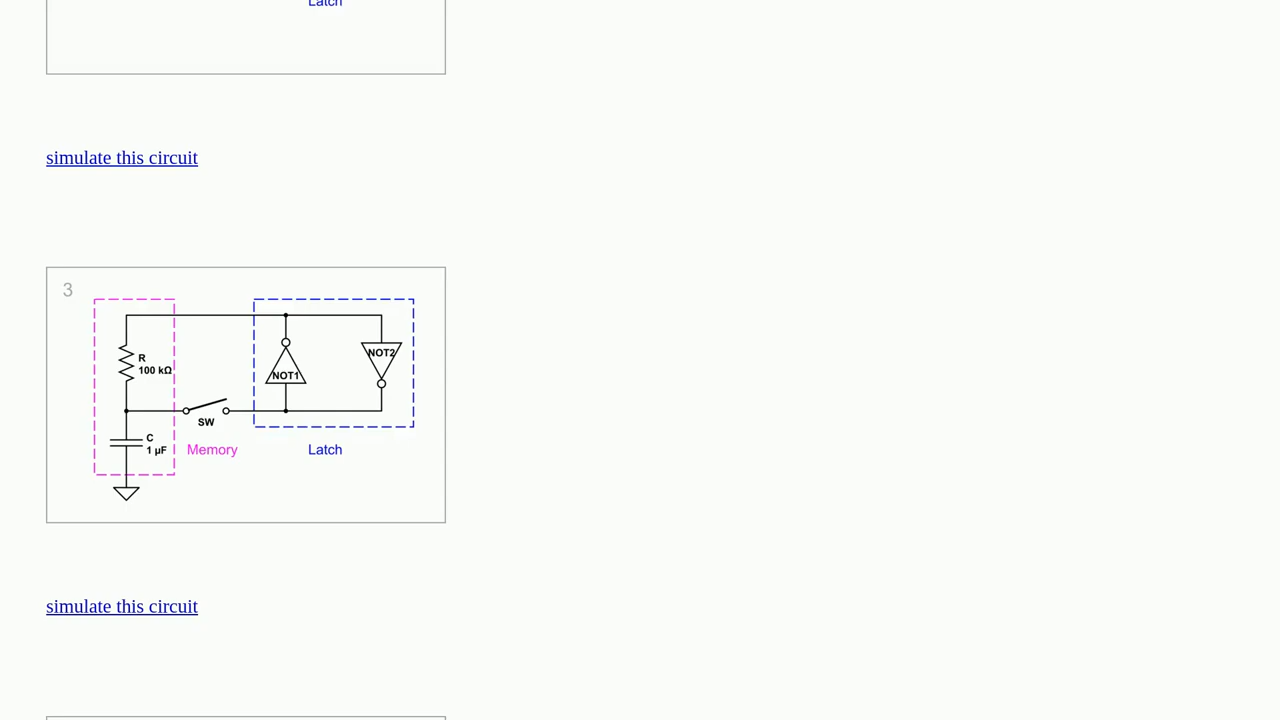 Latch
simulate this circuit
3
R
100 kΩ
NOT1
NOT2
SW
C
1 µF
Memory
Latch
simulate this circuit